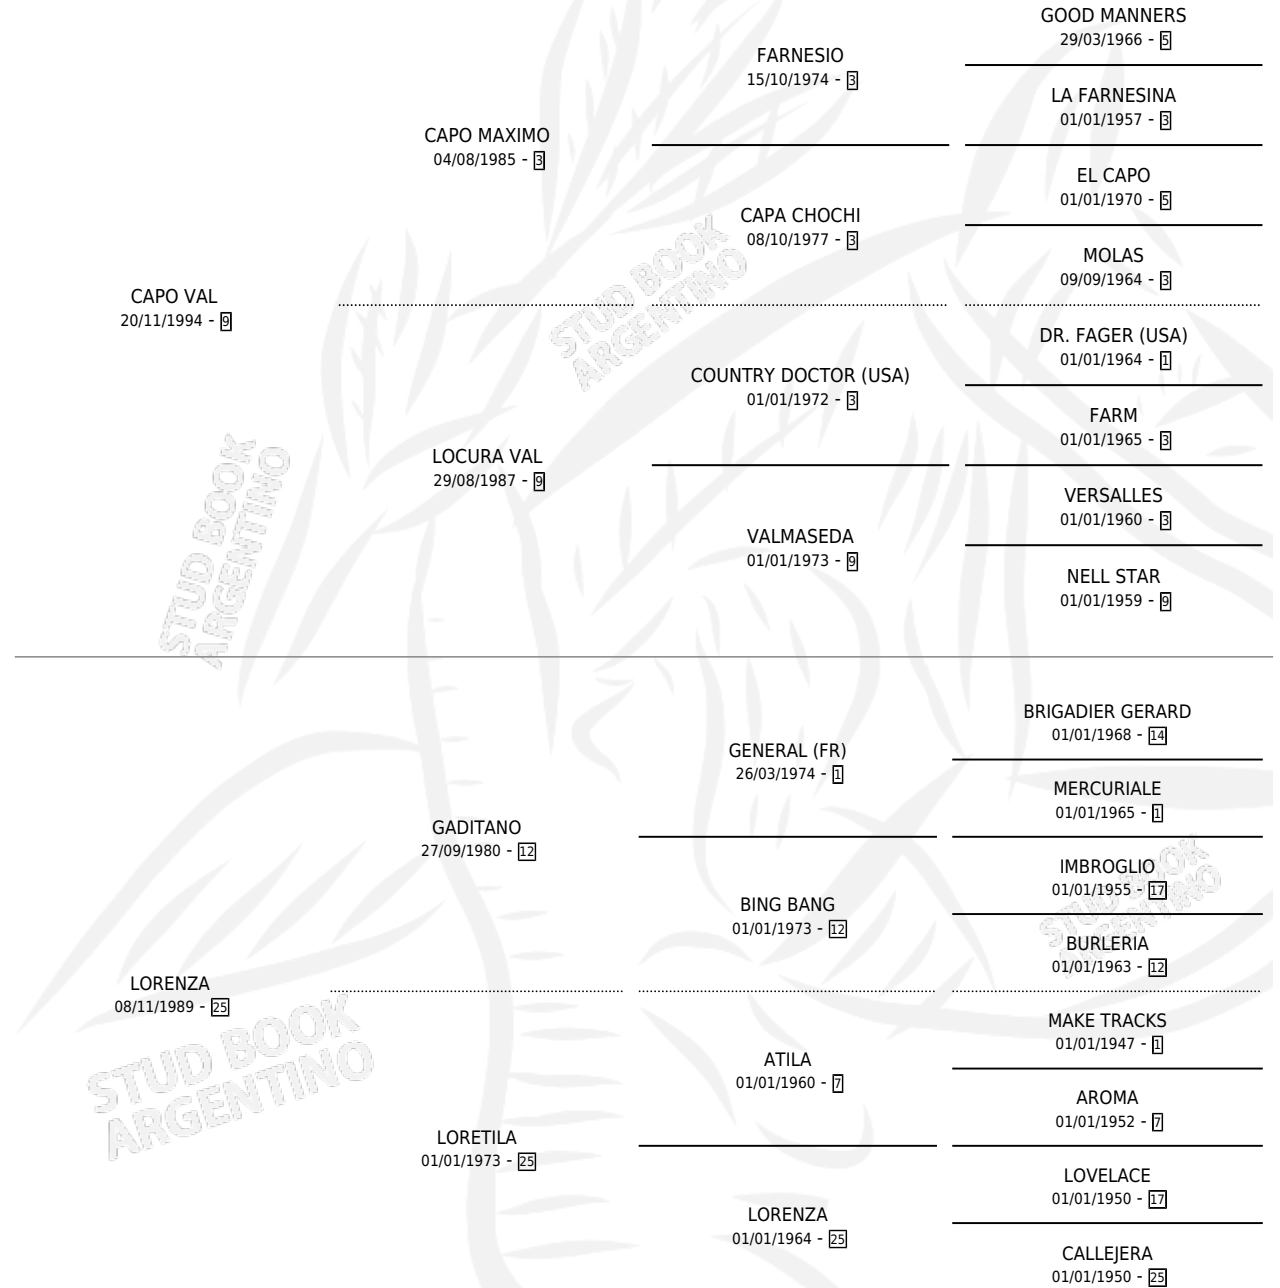 GOOD MANNERS
29/03/1966 - 5
FARNESIO
15/10/1974 - 3
LA FARNESINA
01/01/1957 - 3
CAPO MAXIMO
04/08/1985 - 3
EL CAPO
01/01/1970 - 5
CAPA CHOCHI
08/10/1977 - 3
MOLAS
09/09/1964 - 3
CAPO VAL
20/11/1994 - 9
STUD BOOK
ARGENTINO
DR. FAGER (USA)
01/01/1964 - 1
COUNTRY DOCTOR (USA)
01/01/1972 - 3
FARM
01/01/1965 - 3
LOCURA VAL
29/08/1987 - 9
VERSALLES
01/01/1960 - 3
VALMASEDA
01/01/1973 - 9
NELL STAR
01/01/1959 - 9
STUD BOOK
ARGENTINO
BRIGADIER GERARD
01/01/1968 - 14
GENERAL (FR)
26/03/1974 - 1
MERCURIALE
01/01/1965 - 1
GADITANO
27/09/1980 - 12
IMBROGLIO
01/01/1955 - 17
BING BANG
01/01/1973 - 12
BURLERIA
01/01/1963 - 12
STUD BOOK
ARGENTINO
LORENZA
08/11/1989 - 25
MAKE TRACKS
01/01/1947 - 1
ATILA
01/01/1960 - 7
AROMA
01/01/1952 - 7
STUD BOOK
ARGENTINO
LORETILA
01/01/1973 - 25
LOVELACE
01/01/1950 - 17
LORENZA
01/01/1964 - 25
CALLEJERA
01/01/1950 - 25